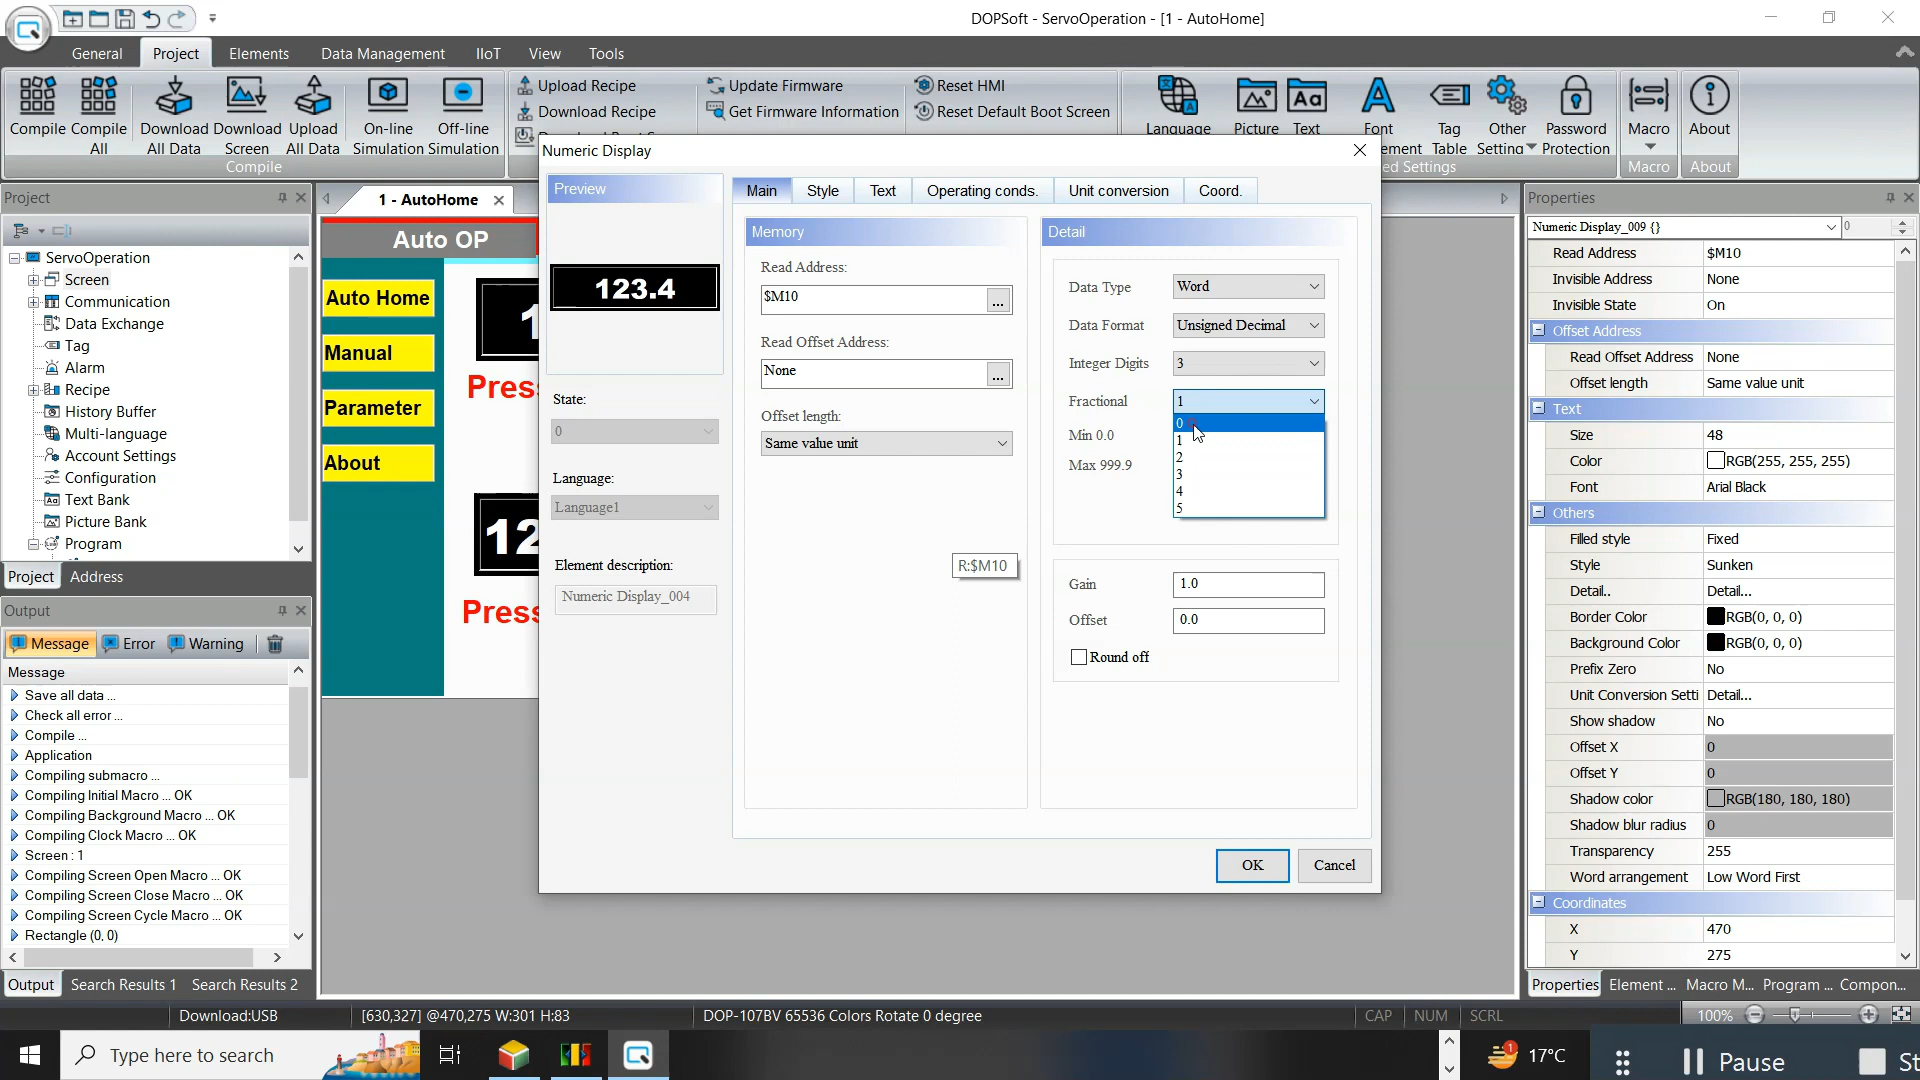 DOPSoft - ServoOperation - [1 - AutoHome]
General Project Elements Data Management IIoT View Tools
Compile
Compile All
Download All Data
Download Screen
Upload All Data
On-line Simulation
Off-line Simulation
Compile
Upload Recipe
Download Recipe
Update Firmware
Get Firmware Information
Reset HMI
Reset Default Boot Screen
Language
Picture
Text
Font
Tag Table
Other Setting
Password Protection
ed Settings
Macro
Macro
About
About
Project
ServoOperation
Screen
Communication
Data Exchange
Tag
Alarm
Recipe
History Buffer
Multi-language
Account Settings
Configuration
Text Bank
Picture Bank
Program
Project Address
Output
Message Error Warning
Message
Save all data ...
Check all error ...
Compile ...
Application
Compiling submacro ...
Compiling Initial Macro ... OK
Compiling Background Macro ... OK
Compiling Clock Macro ... OK
Screen : 1
Compiling Screen Open Macro ... OK
Compiling Screen Close Macro ... OK
Compiling Screen Cycle Macro ... OK
Rectangle (0, 0)
Output Search Results 1 Search Results 2
1 - AutoHome
Auto OP
Auto Home
Manual
Parameter
About
1
Press
12
Press
Numeric Display
Preview
123.4
State:
0
Language:
Language1
Element description:
Numeric Display_004
Main Style Text Operating conds. Unit conversion Coord.
Memory
Read Address:
$M10
...
Read Offset Address:
None
...
Offset length:
Same value unit
R:$M10
Detail
Data Type Word
Data Format Unsigned Decimal
Integer Digits 3
Fractional 1
0
1
2
3
4
5
Min 0.0
Max 999.9
Gain 1.0
Offset 0.0
Round off
OK Cancel
Properties
Numeric Display_009 {} 0
Read Address $M10
Invisible Address None
Invisible State On
Offset Address
Read Offset Address None
Offset length Same value unit
Text
Size 48
Color RGB(255, 255, 255)
Font Arial Black
Others
Filled style Fixed
Style Sunken
Detail.. Detail...
Border Color RGB(0, 0, 0)
Background Color RGB(0, 0, 0)
Prefix Zero No
Unit Conversion Setti Detail...
Show shadow No
Offset X 0
Offset Y 0
Shadow color RGB(180, 180, 180)
Shadow blur radius 0
Transparency 255
Word arrangement Low Word First
Coordinates
X 470
Y 275
Properties Element ... Macro M... Program ... Compon...
Download:USB [630,327] @470,275 W:301 H:83 DOP-107BV 65536 Colors Rotate 0 degree CAP NUM SCRL 100%
Type here to search 1 17°C Pause St